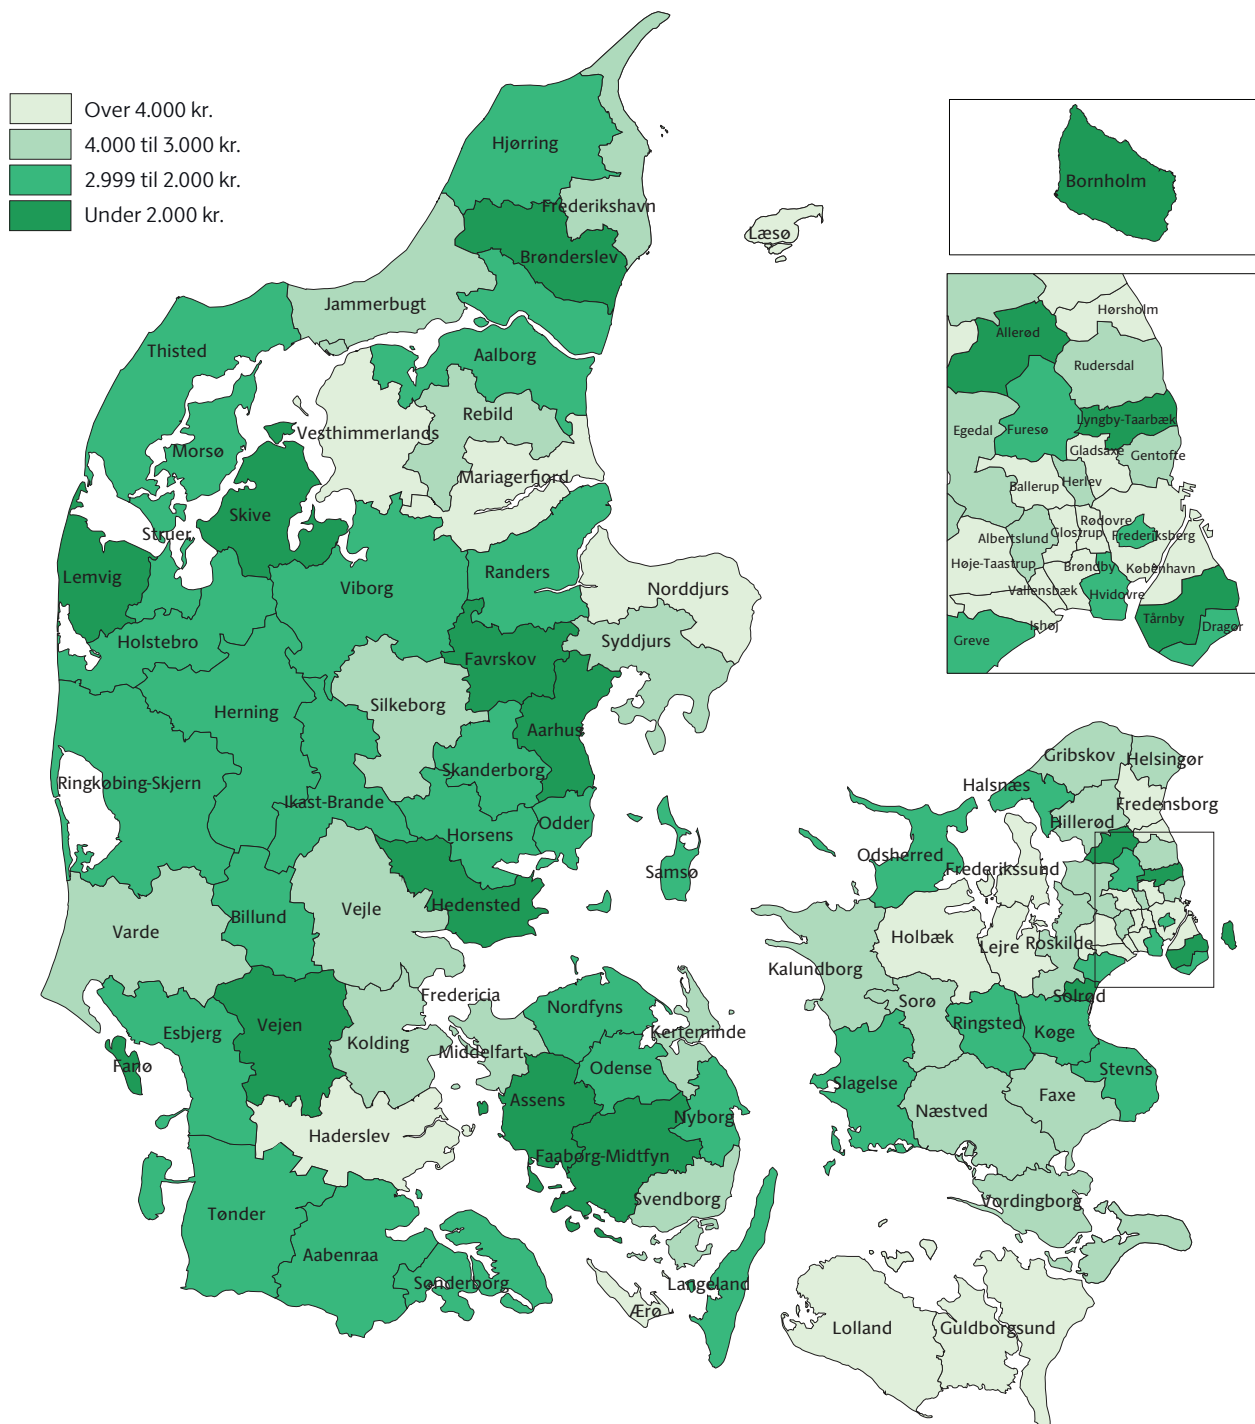 Over 4.000 kr.
4.000 til 3.000 kr.
2.999 til 2.000 kr.
Under 2.000 kr.
Hjørring
Frederikshavn
Læsø
Brønderslev
Jammerbugt
Thisted
Aalborg
Rebild
Vesthimmerlands
Morsø
Mariagerfjord
Skive
Struer
Lemvig
Viborg
Randers
Norddjurs
Holstebro
Syddjurs
Favrskov
Silkeborg
Herning
Aarhus
Skanderborg
Ringkøbing-Skjern
Ikast-Brande
Horsens
Odder
Samsø
Hedensted
Billund
Vejle
Varde
Fredericia
Vejen
Esbjerg
Kolding
Fanø
Middelfart
Nordfyns
Kerteminde
Odense
Assens
Nyborg
Haderslev
Faaborg-Midtfyn
Svendborg
Tønder
Aabenraa
Sønderborg
Langeland
Ærø
Bornholm
Hørsholm
Allerød
Rudersdal
Lyngby-Taarbæk
Egedal
Furesø
Gladsaxe
Gentofte
Ballerup
Herlev
Rødovre
Albertslund
Glostrup
Frederiksberg
Høje-Taastrup
Brøndby
København
Vallensbæk
Hvidovre
Ishøj
Tårnby
Dragør
Greve
Gribskov
Helsingør
Halsnæs
Fredensborg
Hillerød
Odsherred
Frederikssund
Holbæk
Lejre
Roskilde
Kalundborg
Solrød
Sorø
Ringsted
Køge
Stevns
Slagelse
Næstved
Faxe
Vordingborg
Lolland
Guldborgsund